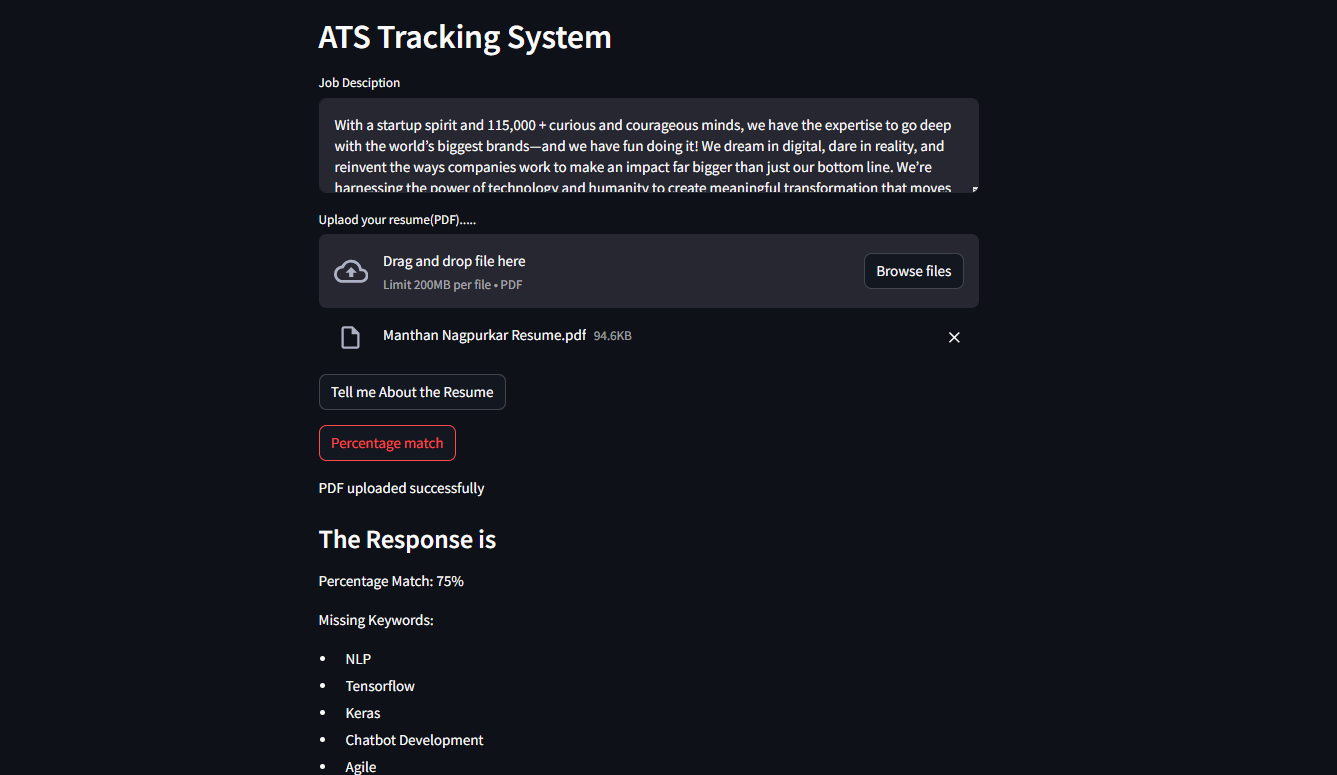 ATS Tracking System
Job Desciption
With a startup spirit and 115,000 + curious and courageous minds, we have the expertise to go deep
with the world’s biggest brands—and we have fun doing it! We dream in digital, dare in reality, and
reinvent the ways companies work to make an impact far bigger than just our bottom line. We’re
harnessing the power of technology and humanity to create meaningful transformation that moves
Uplaod your resume(PDF).....
Drag and drop file here
Limit 200MB per file • PDF
Browse files
Manthan Nagpurkar Resume.pdf 94.6KB
Tell me About the Resume
Percentage match
PDF uploaded successfully
The Response is
Percentage Match: 75%
Missing Keywords:
• NLP
• Tensorflow
• Keras
• Chatbot Development
• Agile